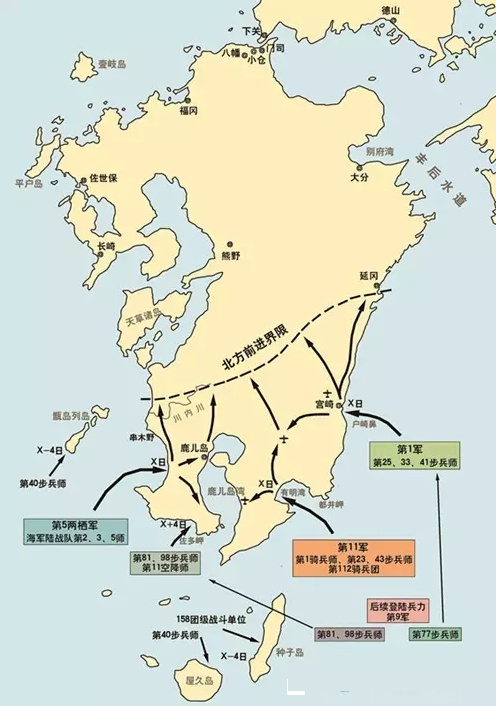 德山
下关
门司
八幡
小仓
壹岐岛
福冈
别府湾
丰后水道
平户岛
佐世保
大分
长崎
熊野
延冈
天草诸岛
北方前进界限
川内川
宫崎
X日
户崎鼻
甑岛列岛
串木野
鹿儿岛
X-4日
X日
第1军
第25、33、41步兵师
第40步兵师
鹿儿岛湾
X日
有明湾
都井岬
第5两栖军
海军陆战队第2、3、5师
X+4日
佐多岬
第11军
第1骑兵师、第23、43步兵师
第112骑兵团
第81、98步兵师
第11空降师
后续登陆兵力
第9军
158团级战斗单位
第40步兵师
第81、98步兵师
第77步兵师
X-4日
种子岛
屋久岛